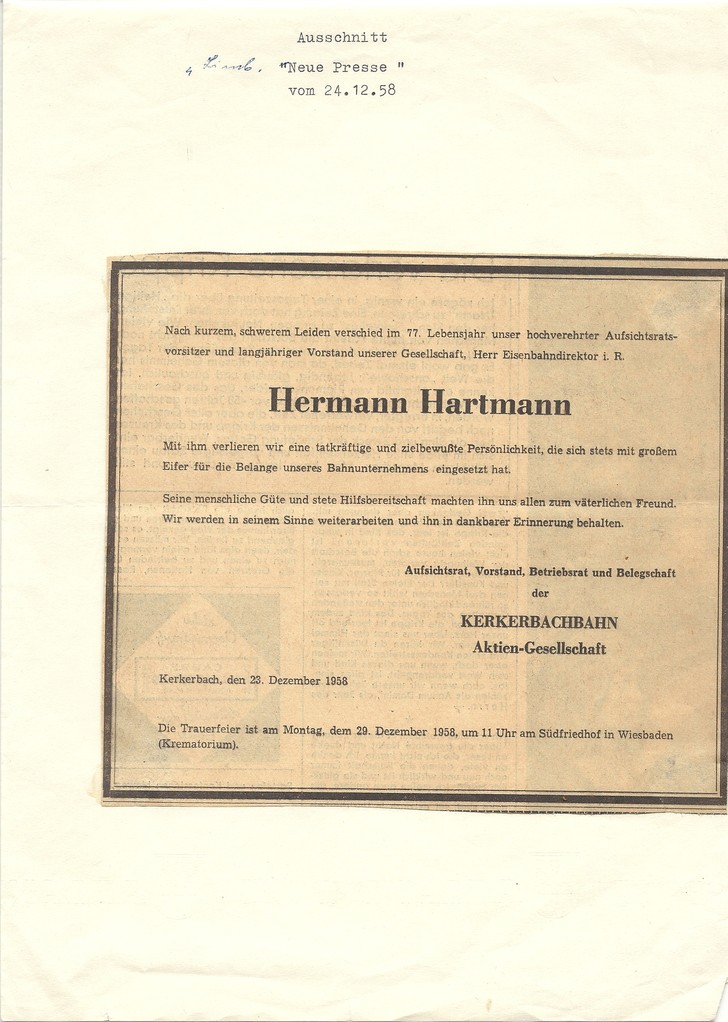 Ausschnitt
Limb. "Neue Presse "
vom 24.12.58
Nach kurzem, schwerem Leiden verschied im 77. Lebensjahr unser hochverehrter Aufsichtsrats-
vorsitzer und langjähriger Vorstand unserer Gesellschaft, Herr Eisenbahndirektor i. R.
Hermann Hartmann
Mit ihm verlieren wir eine tatkräftige und zielbewußte Persönlichkeit, die sich stets mit großem
Eifer für die Belange unseres Bahnunternehmens eingesetzt hat.
Seine menschliche Güte und stete Hilfsbereitschaft machten ihn uns allen zum väterlichen Freund.
Wir werden in seinem Sinne weiterarbeiten und ihn in dankbarer Erinnerung behalten.
Aufsichtsrat, Vorstand, Betriebsrat und Belegschaft
der
KERKERBACHBAHN
Aktien-Gesellschaft
Kerkerbach, den 23. Dezember 1958
Die Trauerfeier ist am Montag, dem 29. Dezember 1958, um 11 Uhr am Südfriedhof in Wiesbaden
(Krematorium).